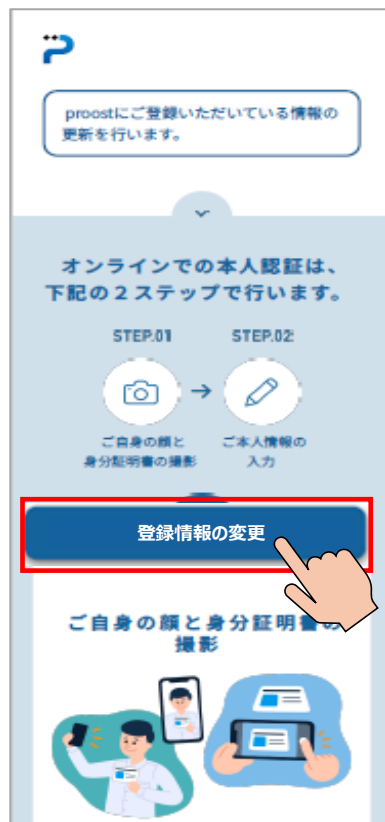 proostにご登録いただいている情報の
更新を行います。
オンラインでの本人認証は、
下記の２ステップで行います。
STEP.01
STEP.02
ご自身の顔と
身分証明書の撮影
ご本人情報の
入力
登録情報の変更
ご自身の顔と身分証明書の
撮影